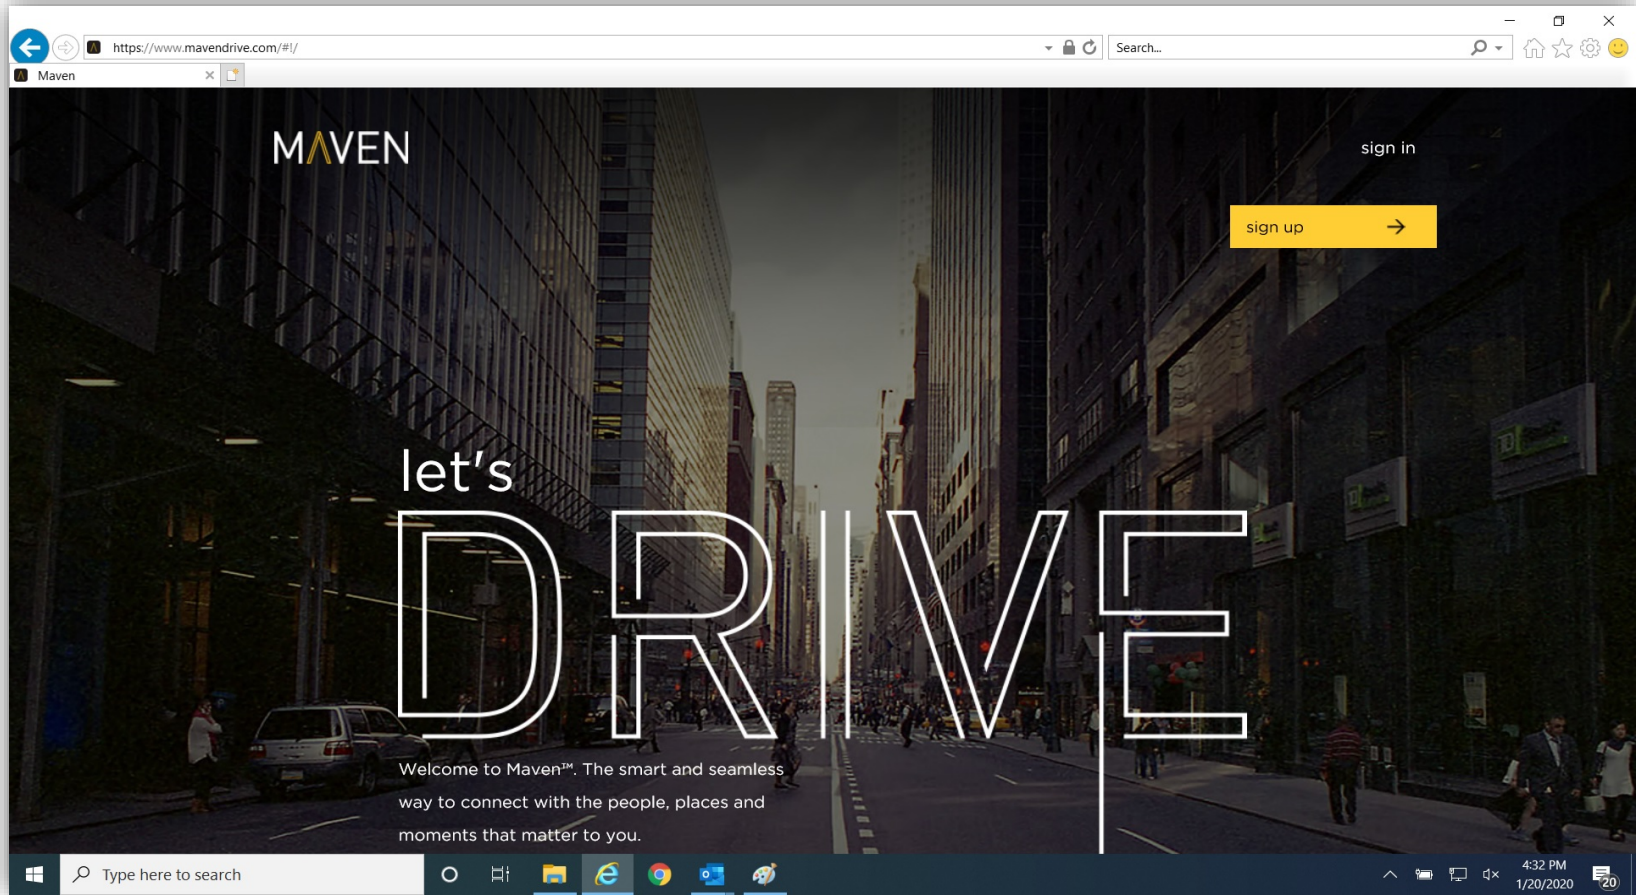 https://www.mavendrive.com/#!/
Search...
Maven
MAVEN
sign in
sign up
let's
DRIVE
Welcome to Maven™. The smart and seamless
way to connect with the people, places and
moments that matter to you.
Type here to search
4:32 PM
1/20/2020
20